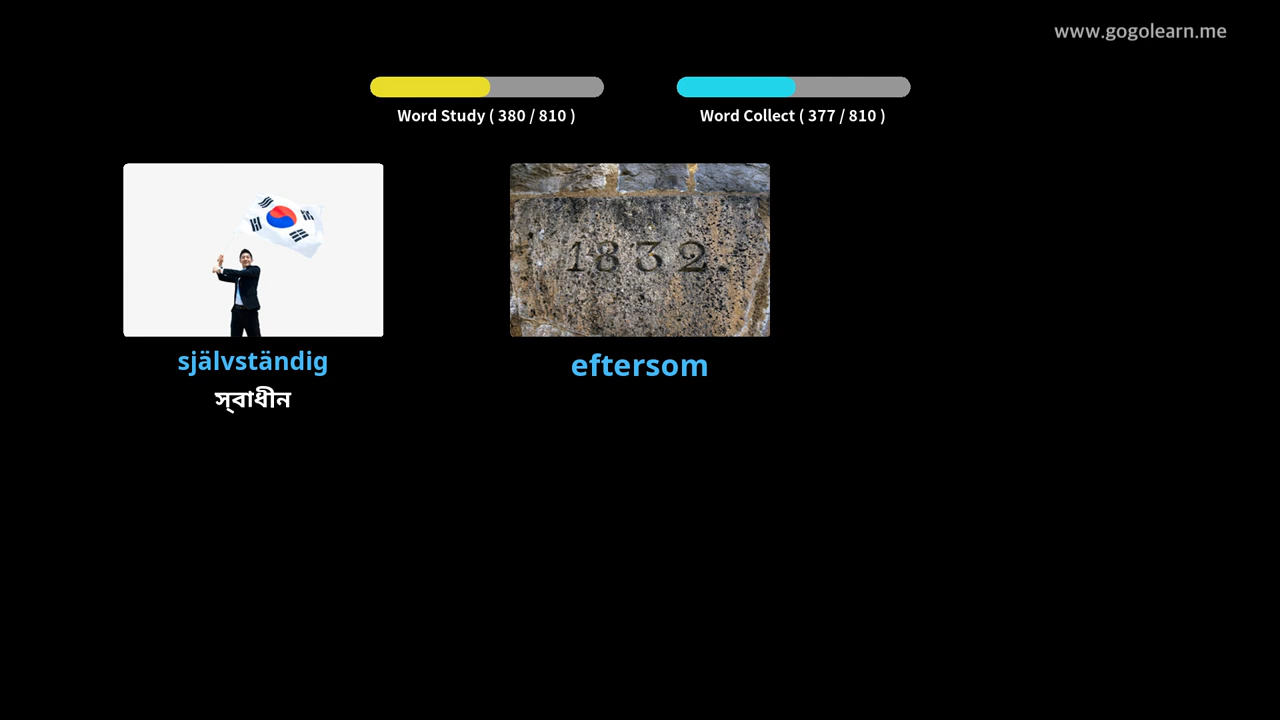 www.gogolearn.me
Word Study ( 380 / 810 )
Word Collect ( 377 / 810 )
1832.
självständig
স্বাধীন
eftersom